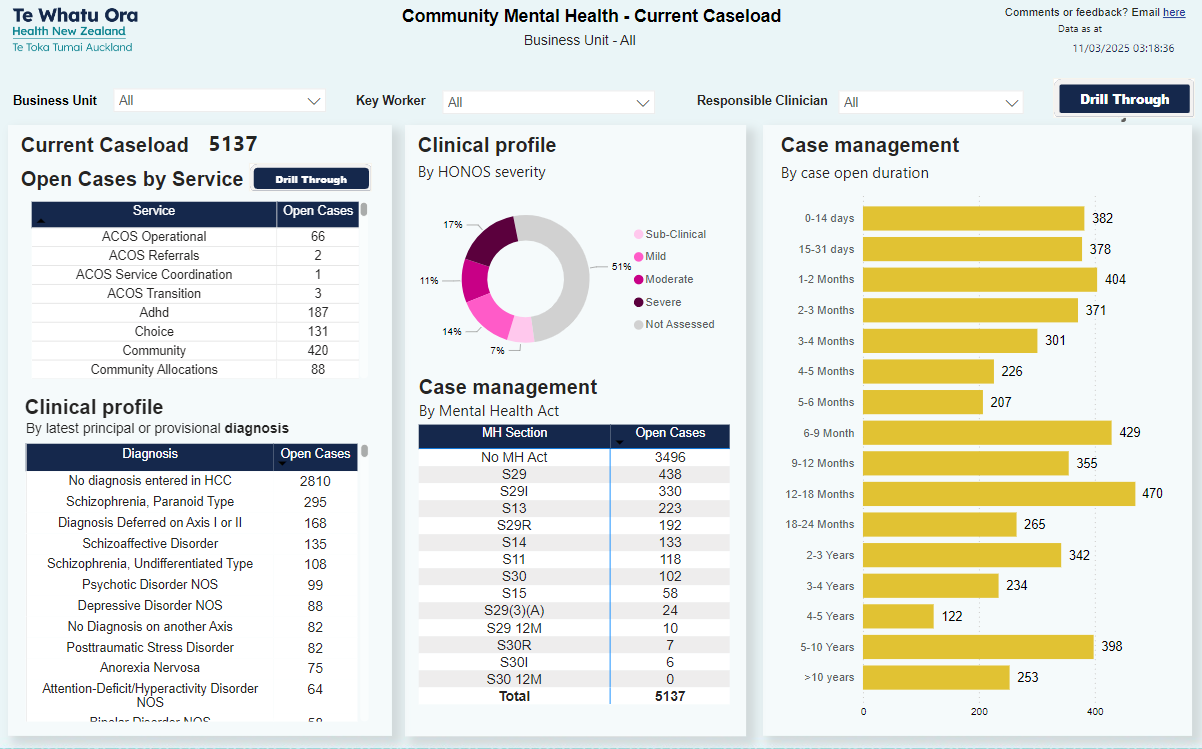 Te Whatu Ora
Health New Zealand
Te Toka Tumai Auckland
Community Mental Health - Current Caseload
Business Unit - All
Comments or feedback? Email here
Data as at
11/03/2025 03:18:36
Business Unit All
Key Worker All
Responsible Clinician All
Drill Through
Current Caseload 5137
Open Cases by Service Drill Through
Service Open Cases
ACOS Operational 66
ACOS Referrals 2
ACOS Service Coordination 1
ACOS Transition 3
Adhd 187
Choice 131
Community 420
Community Allocations 88
Clinical profile
By latest principal or provisional diagnosis
Diagnosis Open Cases
No diagnosis entered in HCC 2810
Schizophrenia, Paranoid Type 295
Diagnosis Deferred on Axis I or II 168
Schizoaffective Disorder 135
Schizophrenia, Undifferentiated Type 108
Psychotic Disorder NOS 99
Depressive Disorder NOS 88
No Diagnosis on another Axis 82
Posttraumatic Stress Disorder 82
Anorexia Nervosa 75
Attention-Deficit/Hyperactivity Disorder 64
NOS
Bipolar Disorder NOS
Clinical profile
By HONOS severity
17%
11%
14%
7%
51%
Sub-Clinical
Mild
Moderate
Severe
Not Assessed
Case management
By Mental Health Act
MH Section Open Cases
No MH Act 3496
S29 438
S29I 330
S13 223
S29R 192
S14 133
S11 118
S30 102
S15 58
S29(3)(A) 24
S29 12M 10
S30R 7
S30I 6
S30 12M 0
Total 5137
Case management
By case open duration
0-14 days 382
15-31 days 378
1-2 Months 404
2-3 Months 371
3-4 Months 301
4-5 Months 226
5-6 Months 207
6-9 Month 429
9-12 Months 355
12-18 Months 470
18-24 Months 265
2-3 Years 342
3-4 Years 234
4-5 Years 122
5-10 Years 398
>10 years 253
0 200 400